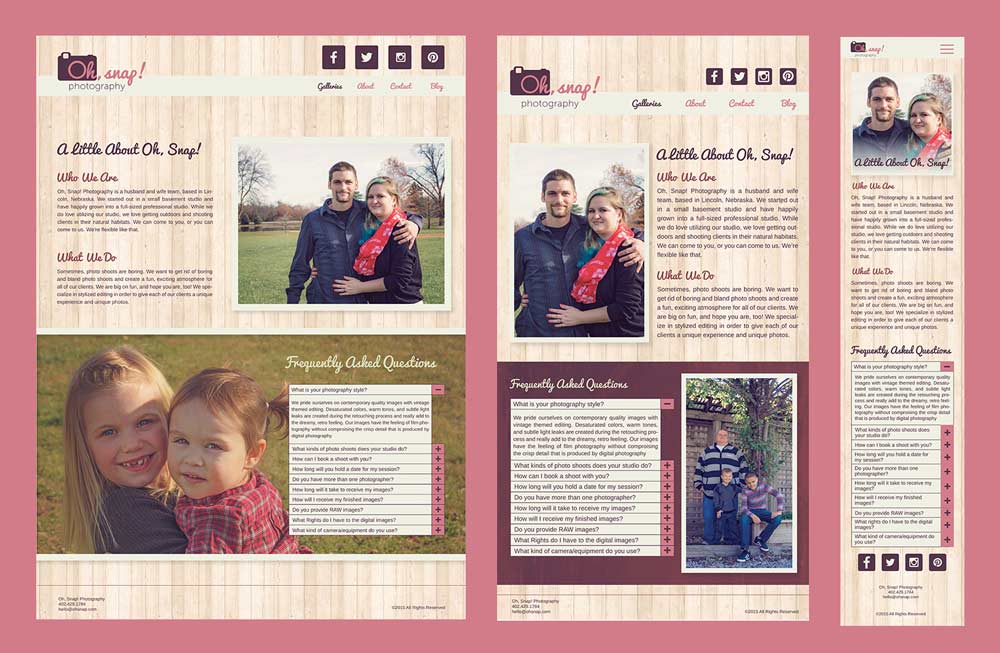 Oh, snap!
photography
Galleries About Contact Blog
A Little About Oh, Snap!
Who We Are
Oh, Snap! Photography is a husband and wife team, based in Lin-
coln, Nebraska. We started out in a small basement studio and
have happily grown into a full-sized professional studio. While we
do love utilizing our studio, we love getting outdoors and shooting
clients in their natural habitats. We can come to you, or you can
come to us. We're flexible like that.
What We Do
Sometimes, photo shoots are boring. We want to get rid of boring
and bland photo shoots and create a fun, exciting atmosphere for
all of our clients. We are big on fun, and hope you are, too! We spe-
cialize in stylized editing in order to give each of our clients a unique
experience and unique photos.
Frequently Asked Questions
What is your photography style?
We pride ourselves on contemporary quality images with vintage
themed editing. Desaturated colors, warm tones, and subtle light
leaks are created during the retouching process and really add to
the dreamy, retro feeling. Our images have the feeling of film pho-
tography without compromising the crisp detail that is produced by
digital photography
What kinds of photo shoots does your studio do?
How can I book a shoot with you?
How long will you hold a date for my session?
Do you have more than one photographer?
How long will it take to receive my images?
How will I receive my finished images?
Do you provide RAW images?
What Rights do I have to the digital images?
What kind of camera/equipment do you use?
Oh, Snap! Photography
402.429.1784
hello@ohsnap.com
©2015 All Rights Reserved
Oh, snap!
photography
Galleries About Contact Blog
A Little About Oh, Snap!
Who We Are
Oh, Snap! Photography is a husband and wife
team, based in Lincoln, Nebraska. We started out
in a small basement studio and have happily
grown into a full-sized professional studio. While
we do love utilizing our studio, we love getting out-
doors and shooting clients in their natural habitats.
We can come to you, or you can come to us. We're
flexible like that.
What We Do
Sometimes, photo shoots are boring. We want to
get rid of boring and bland photo shoots and create
a fun, exciting atmosphere for all of our clients. We
are big on fun, and hope you are, too! We special-
ize in stylized editing in order to give each of our
clients a unique experience and unique photos.
Frequently Asked Questions
What is your photography style?
We pride ourselves on contemporary quality images with
vintage themed editing. Desaturated colors, warm tones,
and subtle light leaks are created during the retouching pro-
cess and really add to the dreamy, retro feeling. Our images
have the feeling of film photography without compromising
the crisp detail that is produced by digital photography
What kinds of photo shoots does your studio do?
How can I book a shoot with you?
How long will you hold a date for my session?
Do you have more than one photographer?
How long will it take to receive my images?
How will I receive my finished images?
Do you provide RAW images?
What Rights do I have to the digital images?
What kind of camera/equipment do you use?
Oh, Snap! Photography
402.429.1784
hello@ohsnap.com
©2015 All Rights Reserved
Oh, snap!
photography
A Little About Oh, Snap!
Who We Are
Oh, Snap! Photography is a husband and
wife team, based in Lincoln, Nebraska. We
started out in a small basement studio and
have happily grown into a full-sized profes-
sional studio. While we do love utilizing our
studio, we love getting outdoors and shooting
clients in their natural habitats. We can come
to you, or you can come to us. We're flexible
like that.
What We Do
Sometimes, photo shoots are boring. We
want to get rid of boring and bland photo
shoots and create a fun, exciting atmosphere
for all of our clients. We are big on fun, and
hope you are, too! We specialize in stylized
editing in order to give each of our clients a
unique experience and unique photos.
Frequently Asked Questions
What is your photography style?
We pride ourselves on contemporary quality
images with vintage themed editing. Desatu-
rated colors, warm tones, and subtle light
leaks are created during the retouching pro-
cess and really add to the dreamy, retro feel-
ing. Our images have the feeling of film pho-
tography without compromising the crisp detail
that is produced by digital photography
What kinds of photo shoots does
your studio do?
How can I book a shoot with you?
How long will you hold a date for
my session?
Do you have more than one
photographer?
How long will it take to receive my
images?
How will I receive my finished
images?
Do you provide RAW images?
What rights do I have to the digital
images?
What kind of camera/equipment do
you use?
Oh, Snap! Photography
402.429.1784
hello@ohsnap.com
©2015 All Rights Reserved